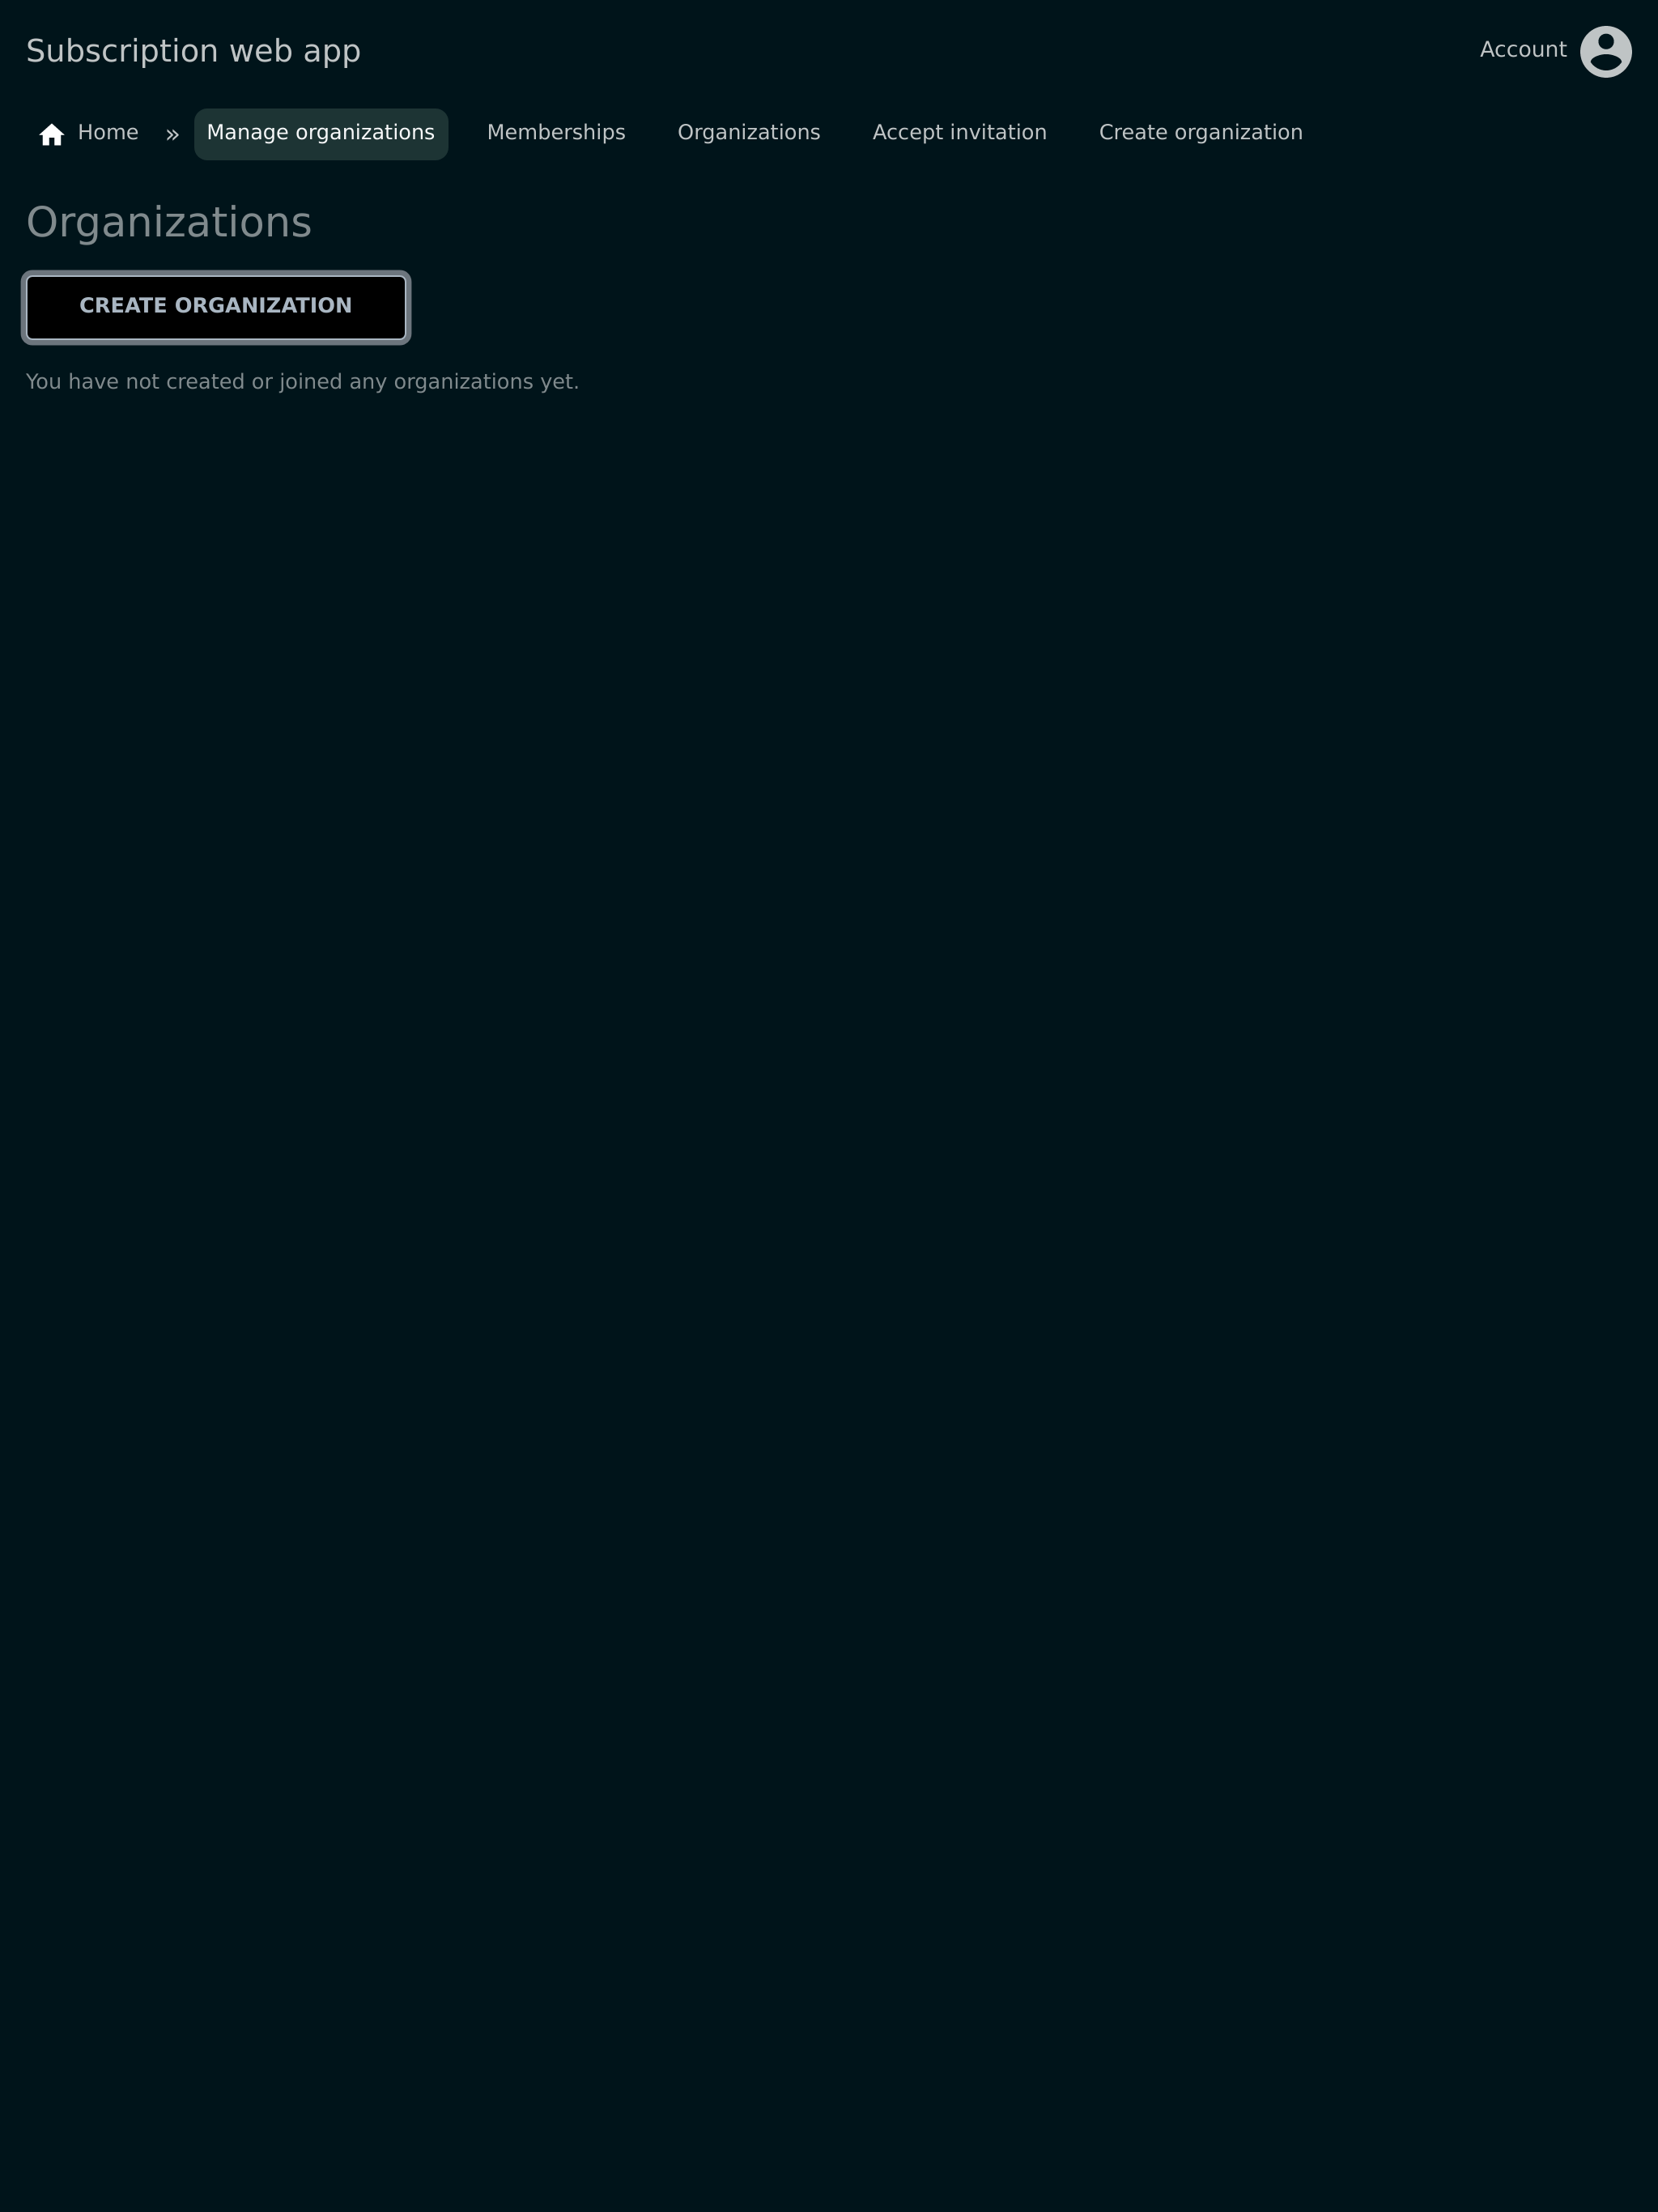 Subscription web app
Account
Home » Manage organizations Memberships Organizations Accept invitation Create organization
Organizations
CREATE ORGANIZATION
You have not created or joined any organizations yet.